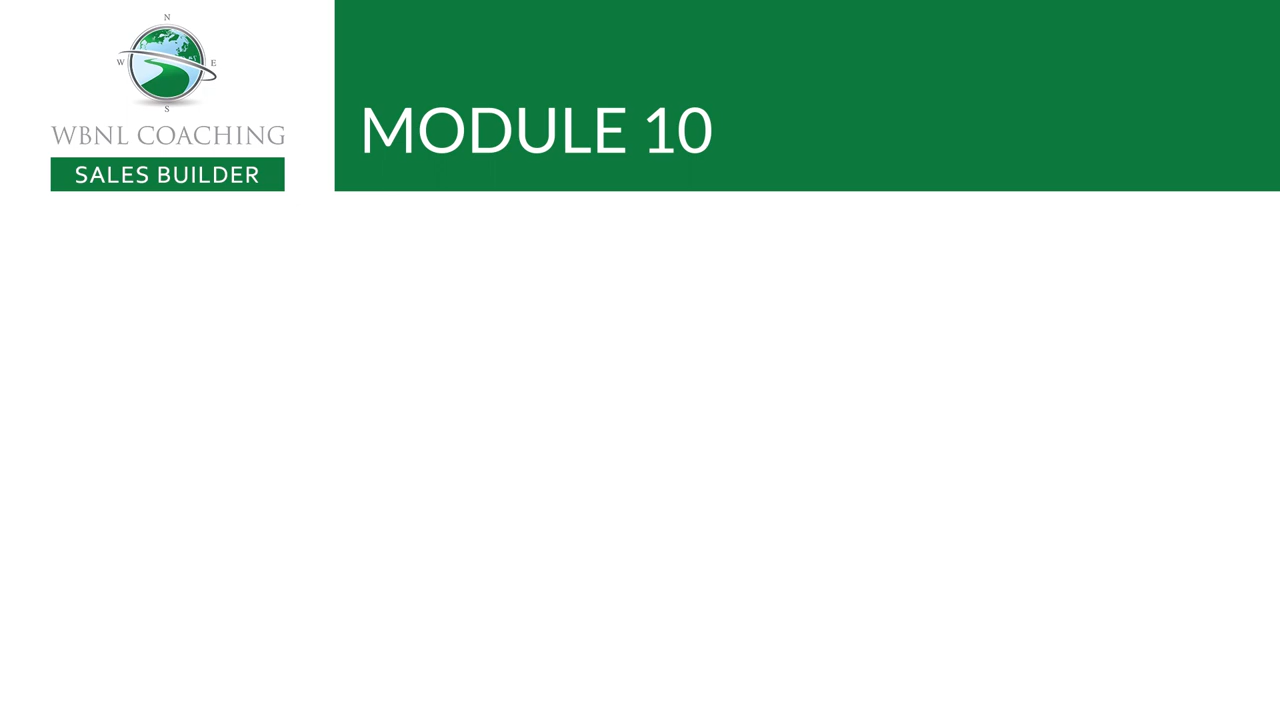 N
W E
S
WBNL COACHING
SALES BUILDER
MODULE 10